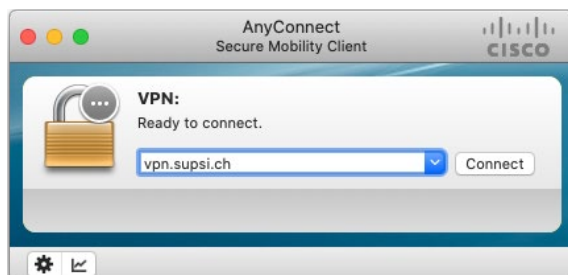 AnyConnect
Secure Mobility Client
CISCO
VPN:
Ready to connect.
vpn.supsi.ch
Connect